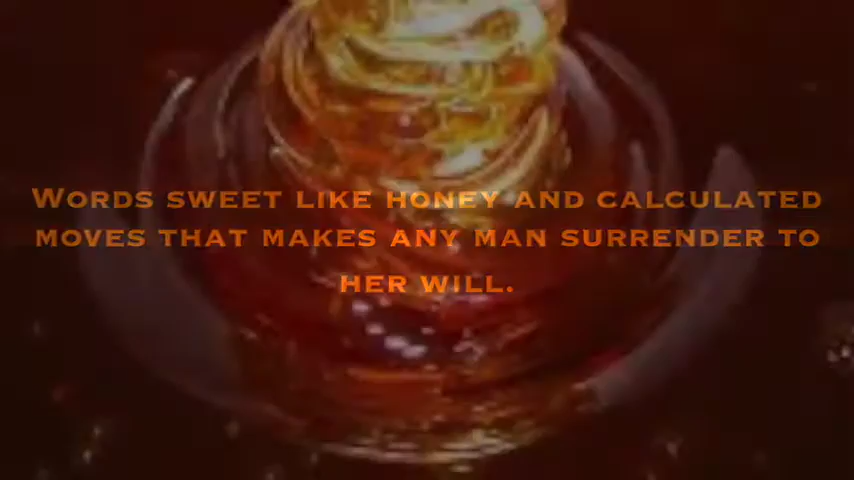 Words sweet like honey and calculated
moves that makes any man surrender to
her will.